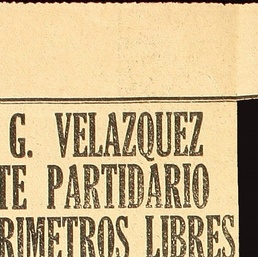 G. VELAZQUEZ
TE PARTIDARIO
RIMETROS LIBRES